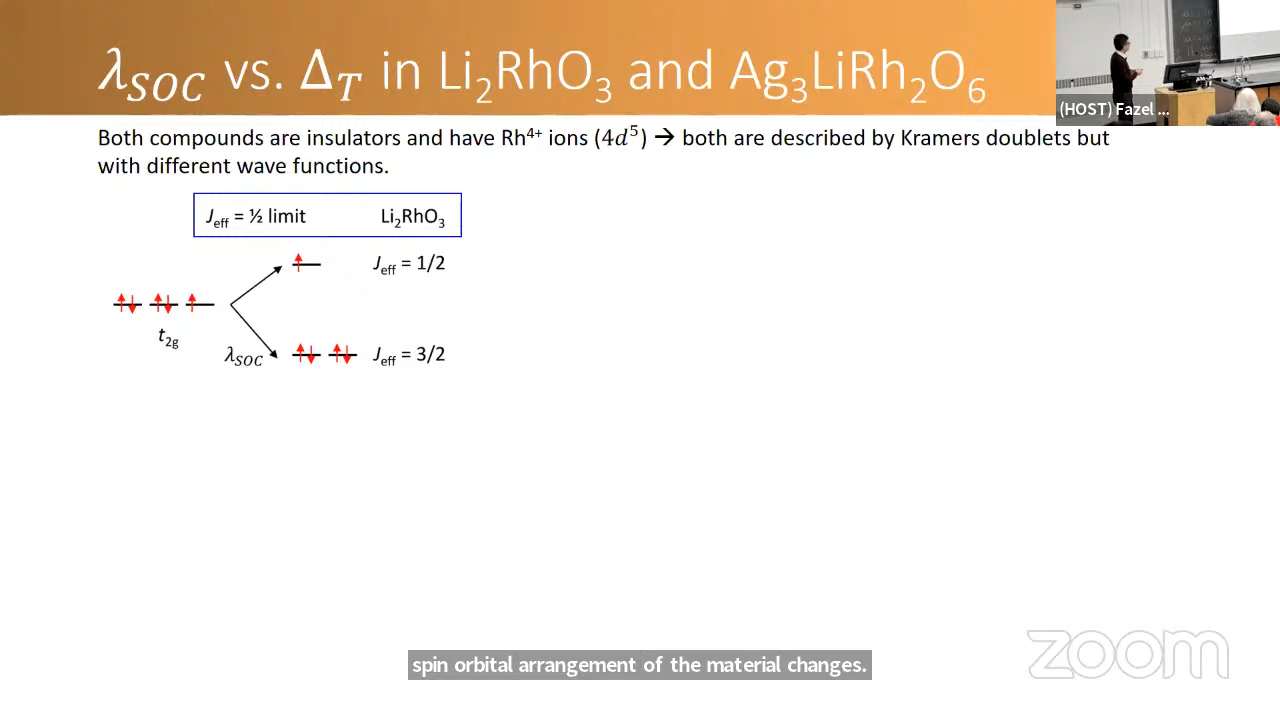 λ_SOC vs. Δ_T in Li₂RhO₃ and Ag₃LiRh₂O₆
(HOST) Fazel ...
Both compounds are insulators and have Rh⁴⁺ ions (4d⁵) → both are described by Kramers doublets but
with different wave functions.
J_eff = ½ limit Li₂RhO₃
J_eff = 1/2
t_2g
λ_SOC J_eff = 3/2
zoom
spin orbital arrangement of the material changes.